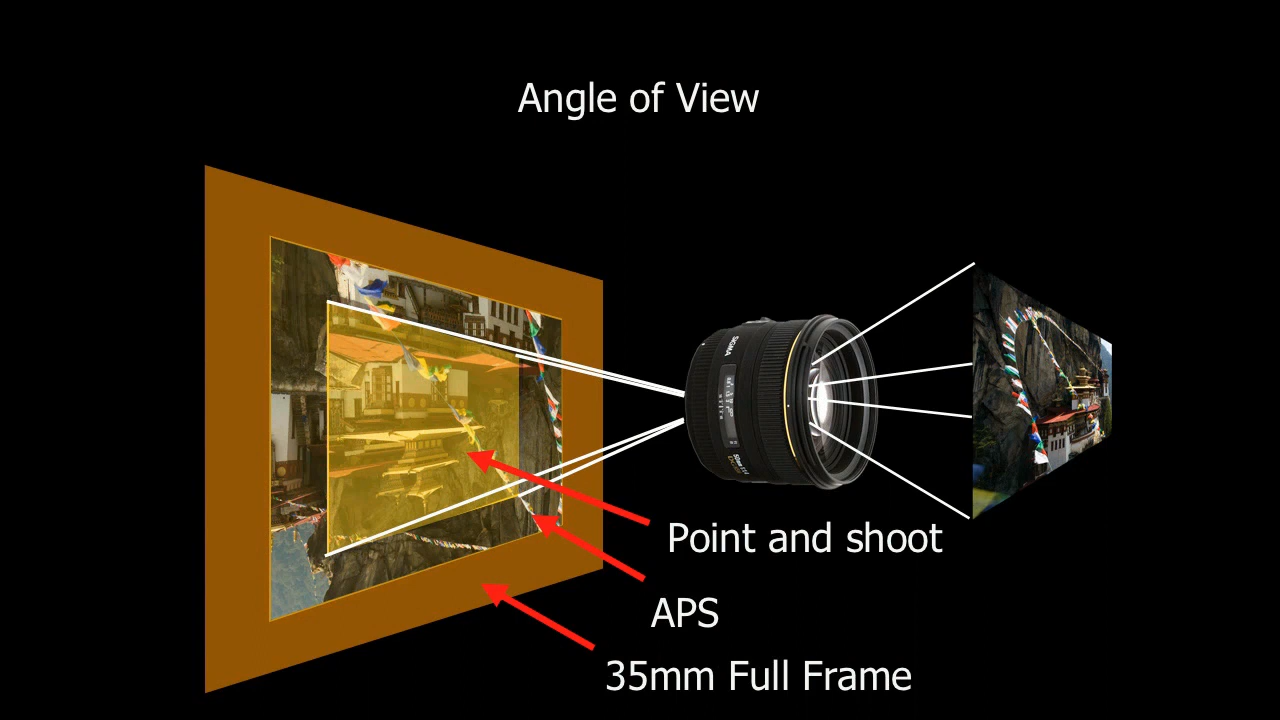 Angle of View
SIGMA
Point and shoot
APS
35mm Full Frame